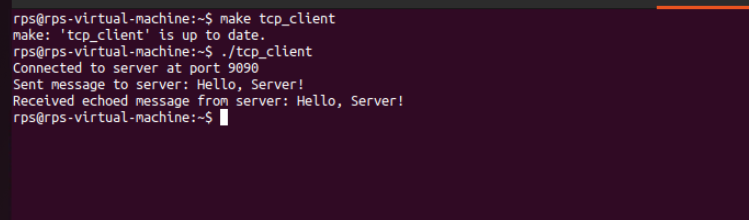 rps@rps-virtual-machine:~$ make tcp_client
make: 'tcp_client' is up to date.
rps@rps-virtual-machine:~$ ./tcp_client
Connected to server at port 9090
Sent message to server: Hello, Server!
Received echoed message from server: Hello, Server!
rps@rps-virtual-machine:~$